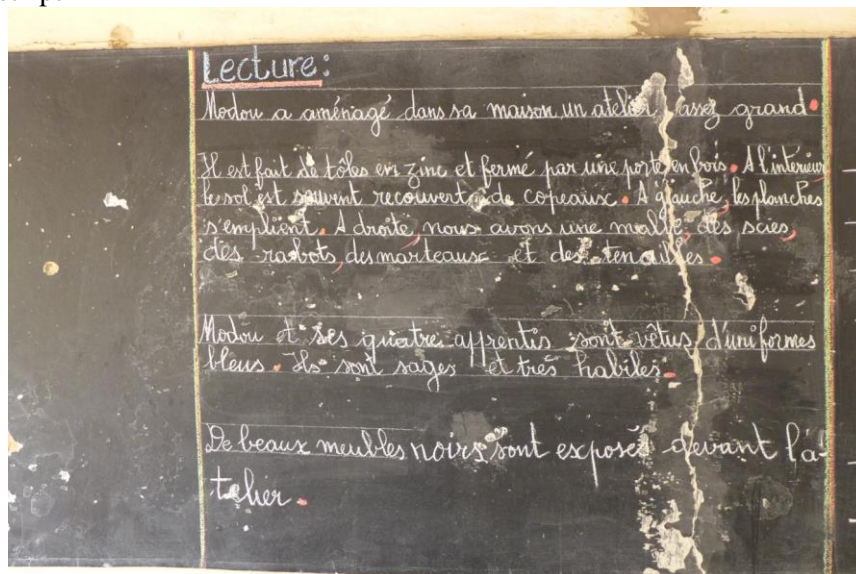 Lecture:
Modou a aménagé dans sa maison, un atelier assez grand.
Il est fait de tôles en zinc et fermé par une porte en bois. A l'interieur
le sol est souvent recouvert de copeaux. A gauche, les planches
s'emplient. A droite, nous avons une malle, des scies,
des rabots, des marteaux et des tenailles.
Modou et ses quatre apprentis sont vêtus d'uniformes
bleus. Ils sont sages et très habiles.
De beaux meubles noirs sont exposés devant l'a-
telier.